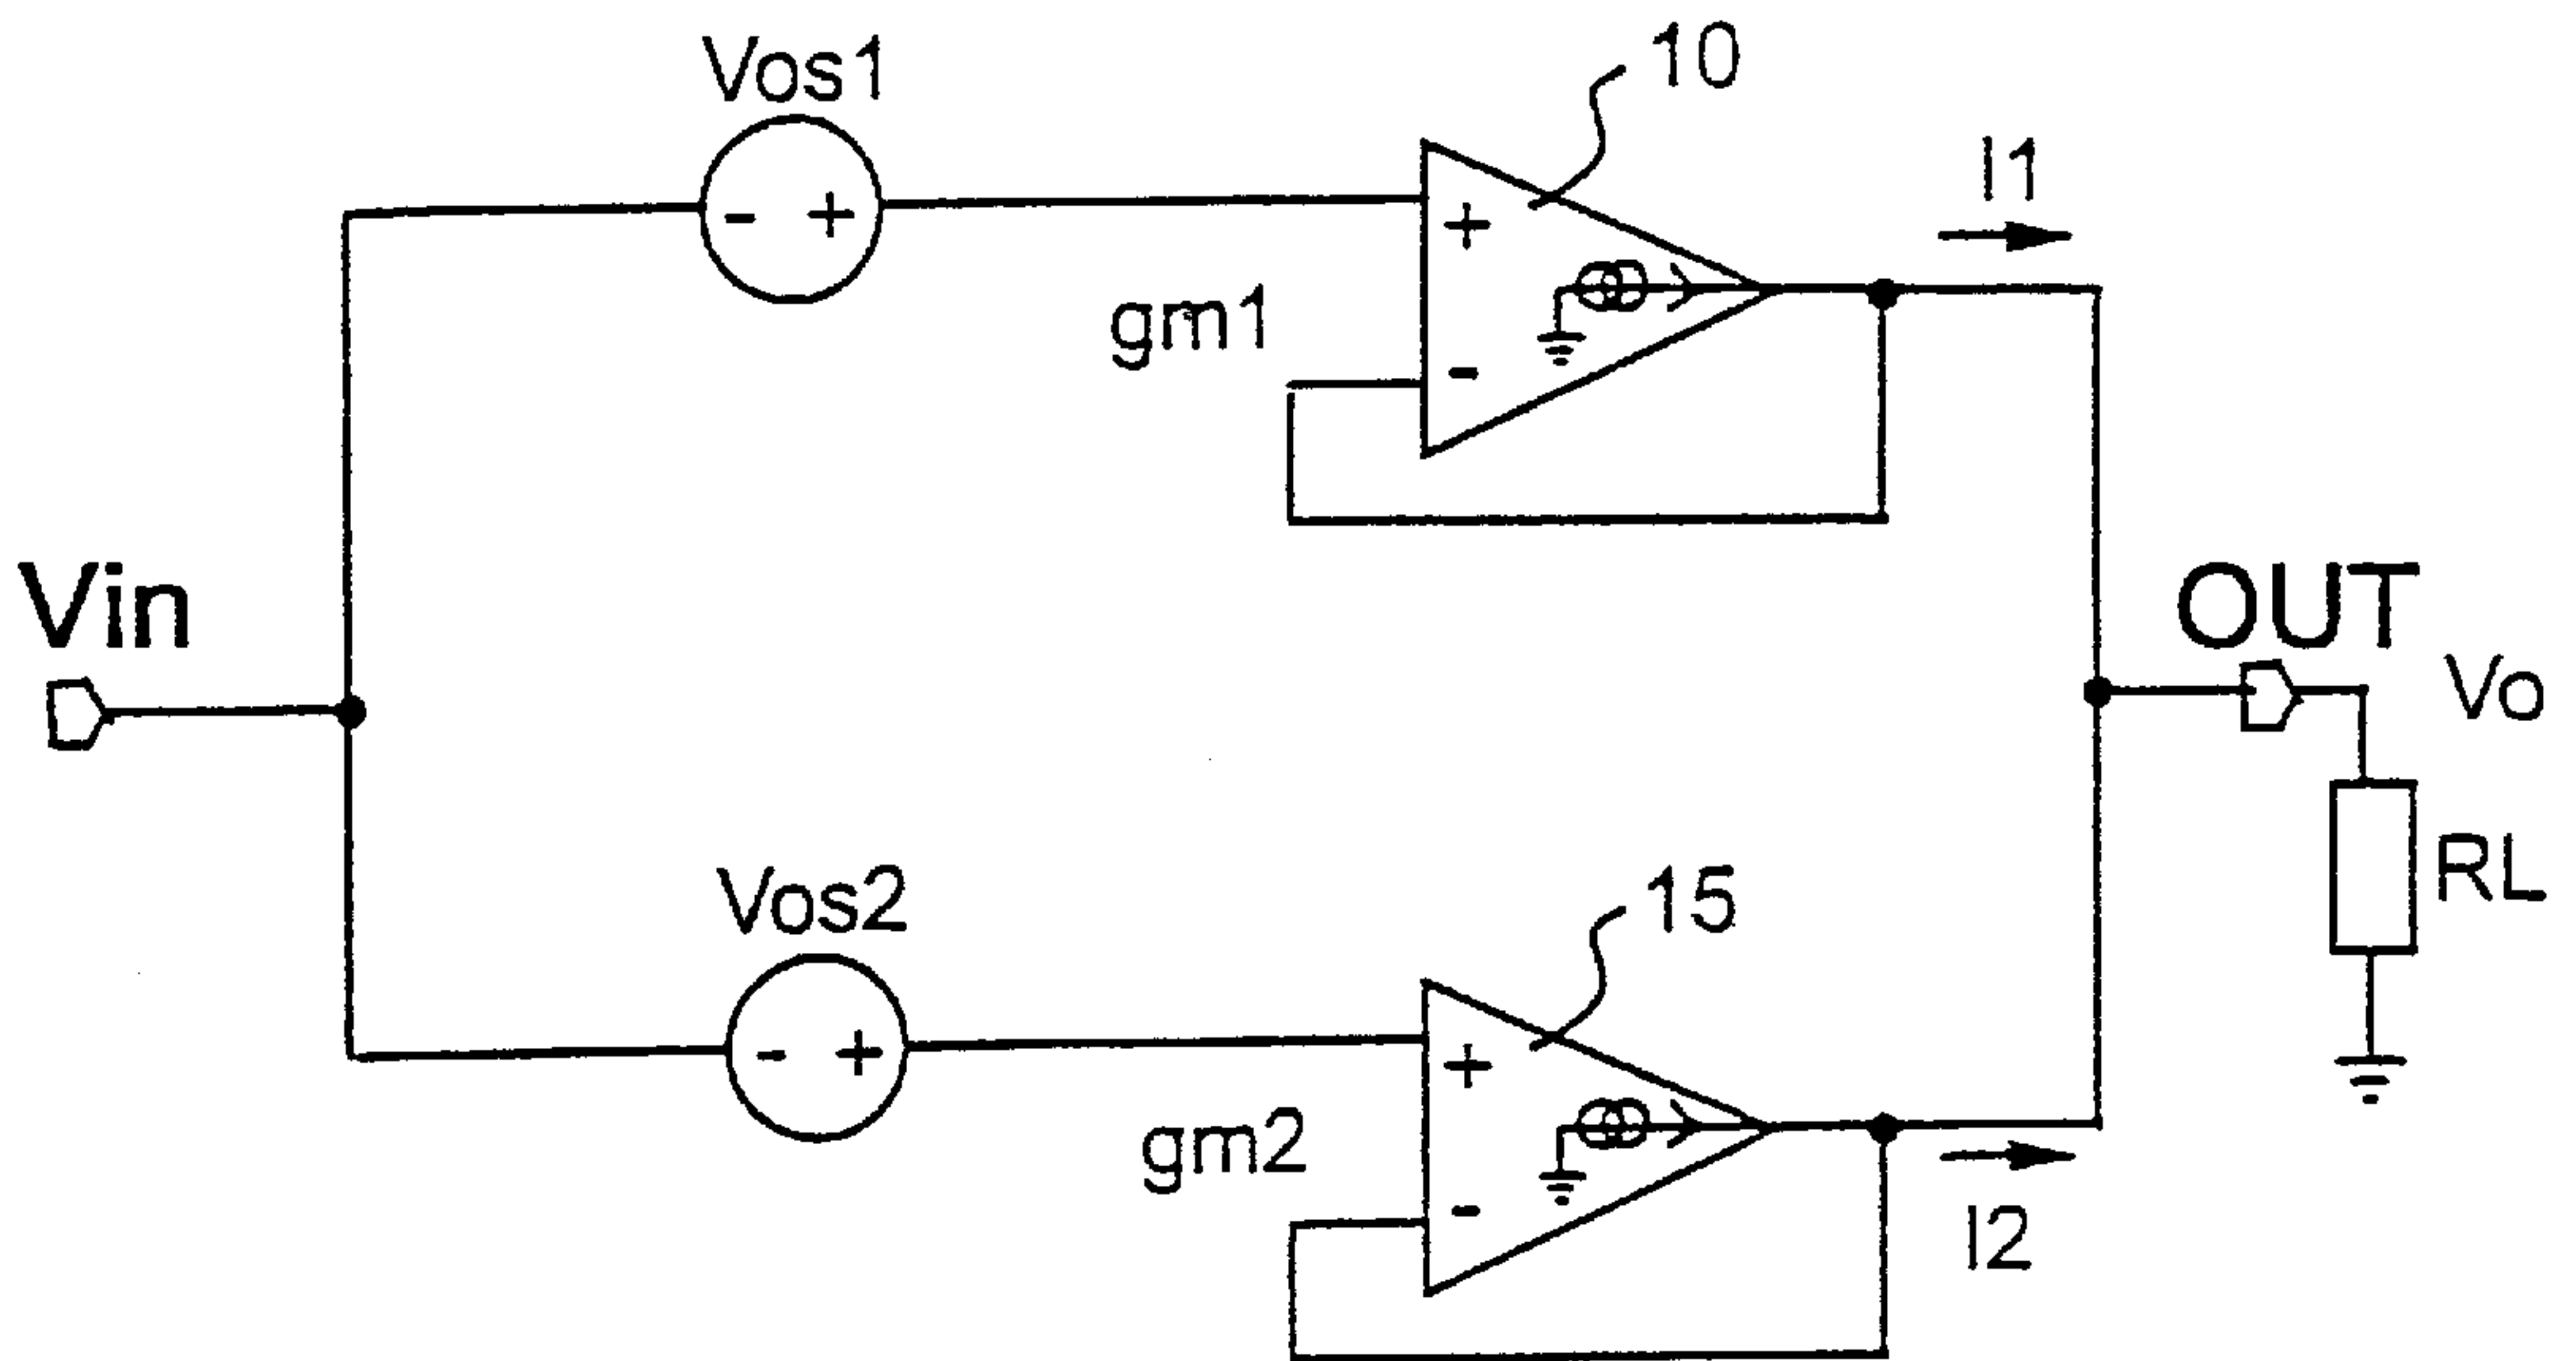 Vos1
10
I1
+
- +
gm1
-
Vin
OUT
Vo
RL
Vos2
15
+
- +
gm2
-
I2